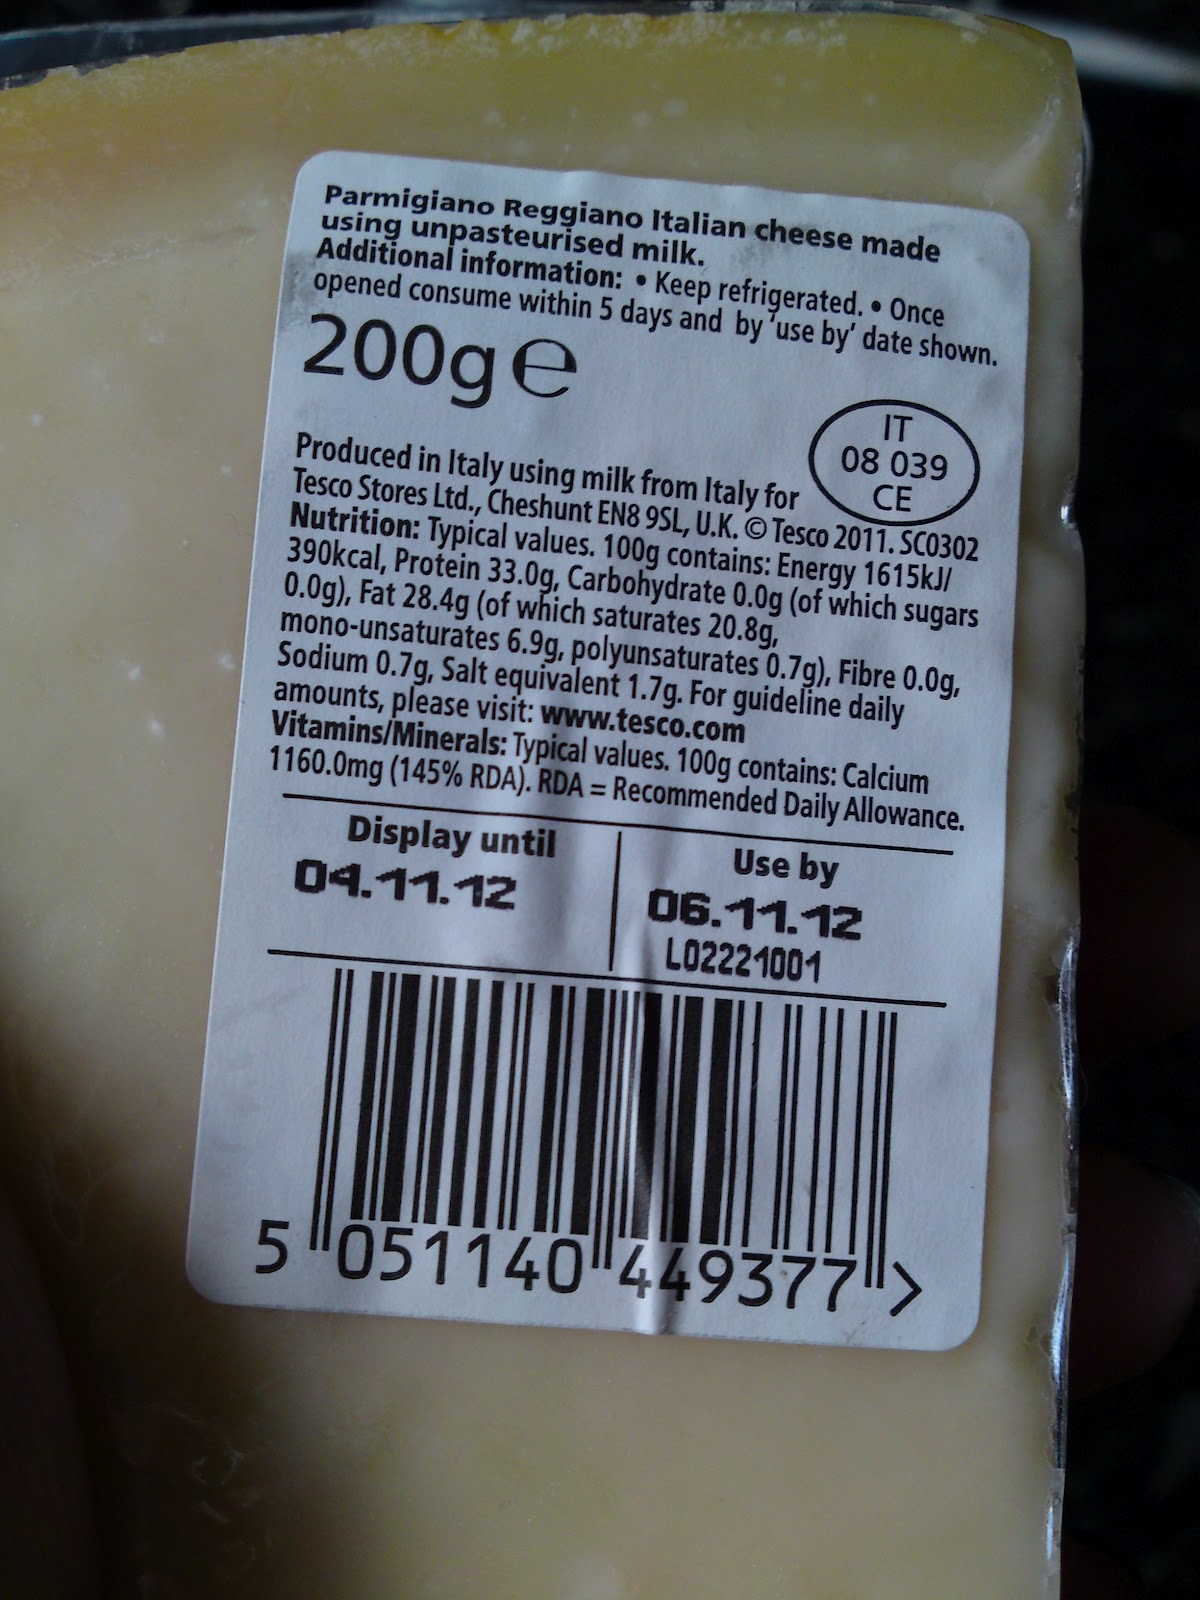 Parmigiano Reggiano Italian cheese made
using unpasteurised milk.
Additional information: • Keep refrigerated. • Once
opened consume within 5 days and by 'use by' date shown.
200g ℮
IT
08 039
CE
Produced in Italy using milk from Italy for
Tesco Stores Ltd., Cheshunt EN8 9SL, U.K. © Tesco 2011. SC0302
Nutrition: Typical values. 100g contains: Energy 1615kJ/
390kcal, Protein 33.0g, Carbohydrate 0.0g (of which sugars
0.0g), Fat 28.4g (of which saturates 20.8g,
mono-unsaturates 6.9g, polyunsaturates 0.7g), Fibre 0.0g,
Sodium 0.7g, Salt equivalent 1.7g. For guideline daily
amounts, please visit: www.tesco.com
Vitamins/Minerals: Typical values. 100g contains: Calcium
1160.0mg (145% RDA). RDA = Recommended Daily Allowance.
Display until
04.11.12
Use by
06.11.12
L02221001
5 051140 449377 >